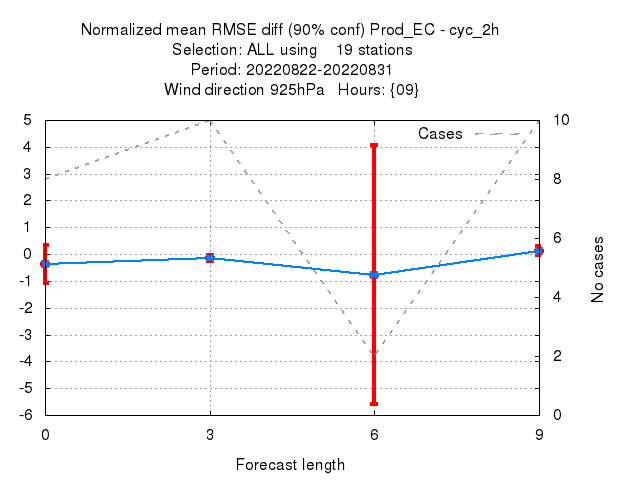 Normalized mean RMSE diff (90% conf) Prod_EC - cyc_2h
Selection: ALL using 19 stations
Period: 20220822-20220831
Wind direction 925hPa Hours: {09}
Cases
5
4
3
2
1
0
-1
-2
-3
-4
-5
-6
10
8
6
4
2
0
No cases
0 3 6 9
Forecast length